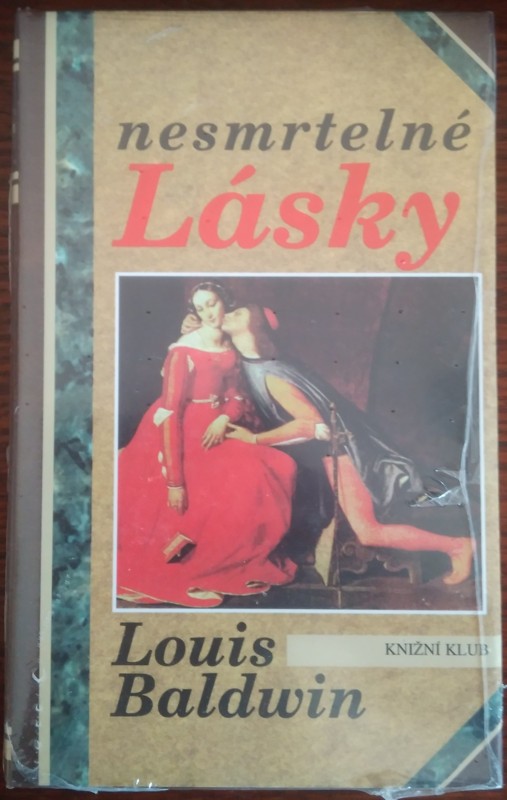 nesmrtelné
Lásky
Louis
Baldwin
KNIŽNÍ KLUB